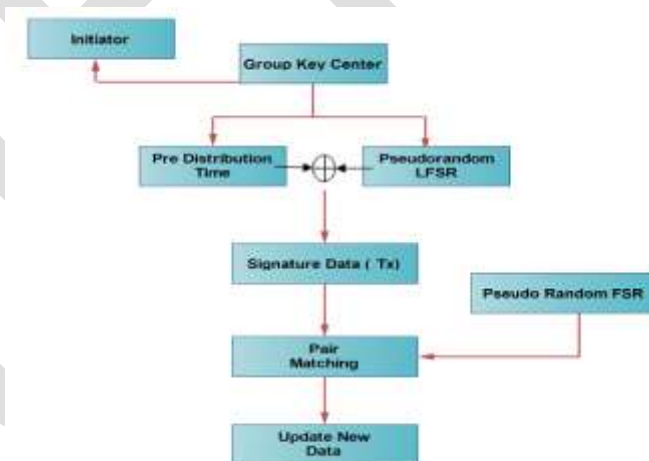 Initiator
Group Key Center
Pre Distribution
Time
Pseudorandom
LFSR
Signature Data ( Tx)
Pseudo Random FSR
Pair
Matching
Update New
Data